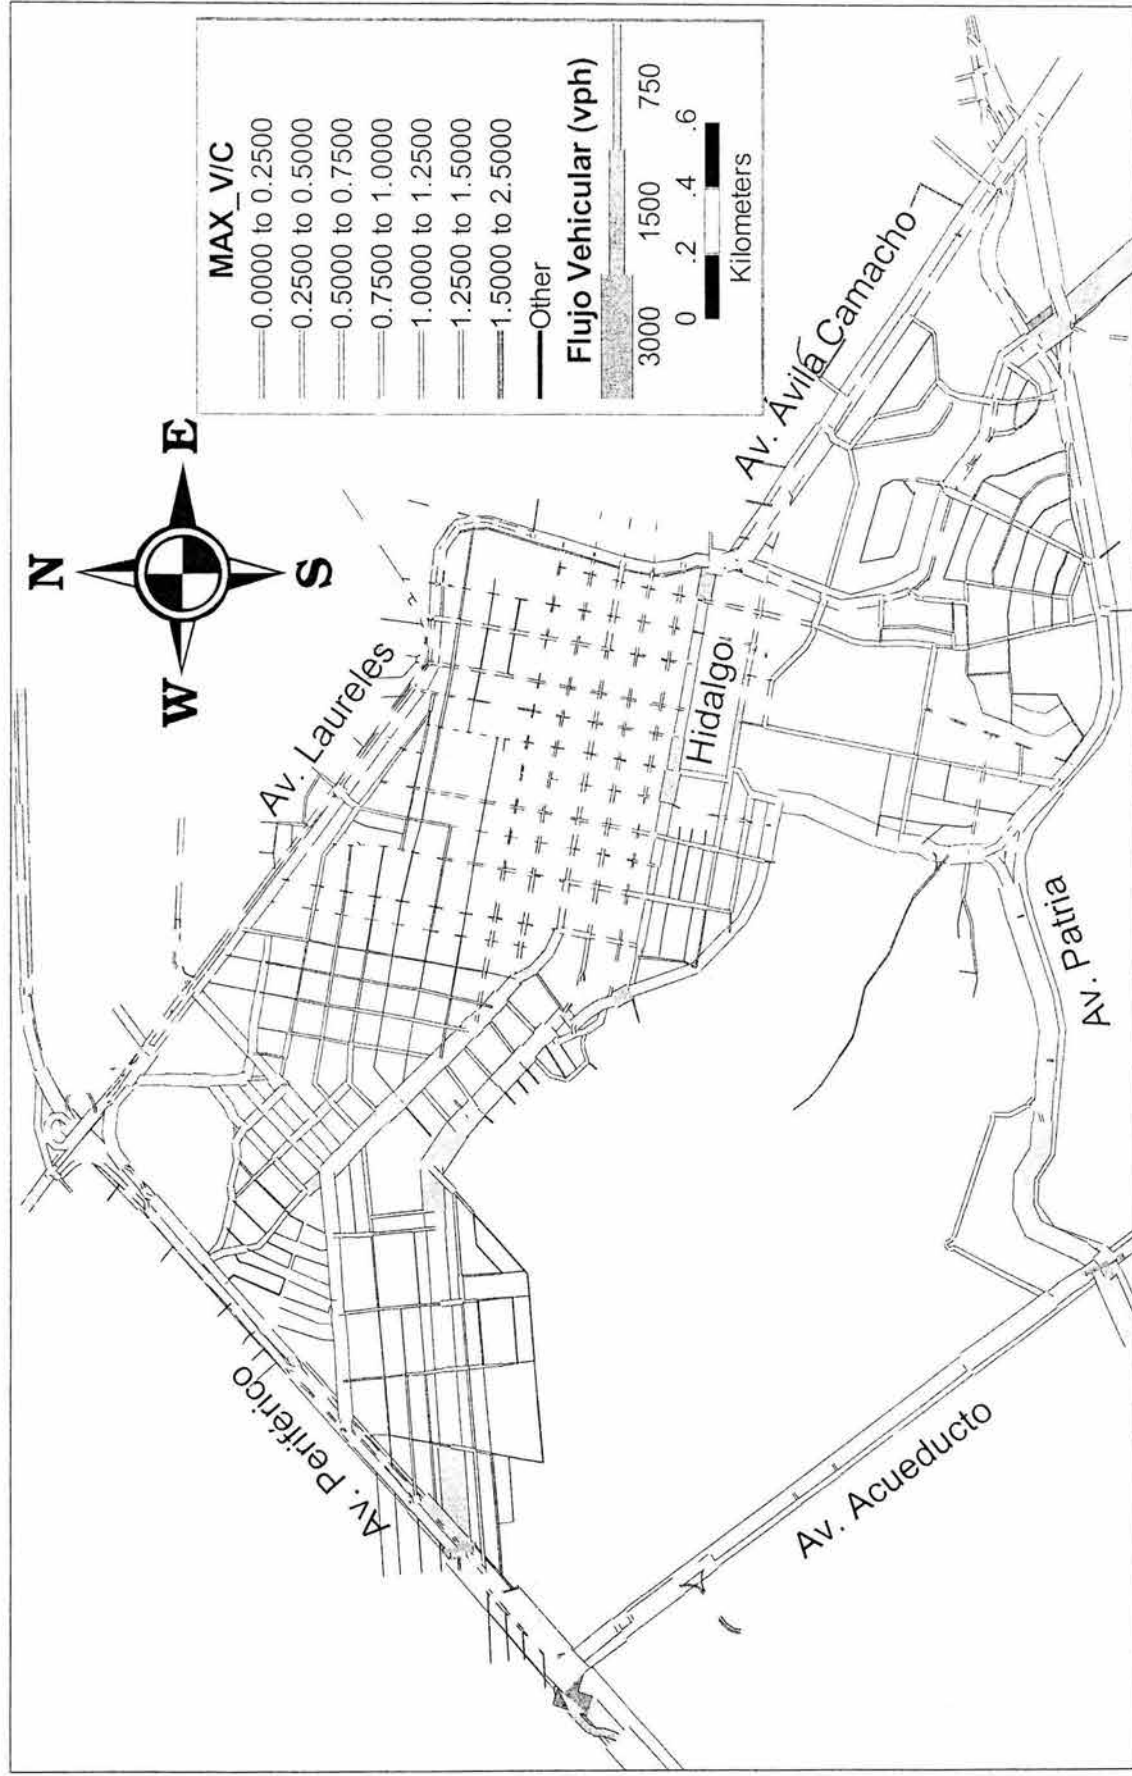 N
W
E
S
MAX_V/C
0.0000 to 0.2500
0.2500 to 0.5000
0.5000 to 0.7500
0.7500 to 1.0000
1.0000 to 1.2500
1.2500 to 1.5000
1.5000 to 2.5000
Other
Flujo Vehicular (vph)
3000 1500 750
0 .2 .4 .6
Kilometers
Av. Laureles
Av. Periférico
Hidalgo
Av. Ávila Camacho
Av. Patria
Av. Acueducto